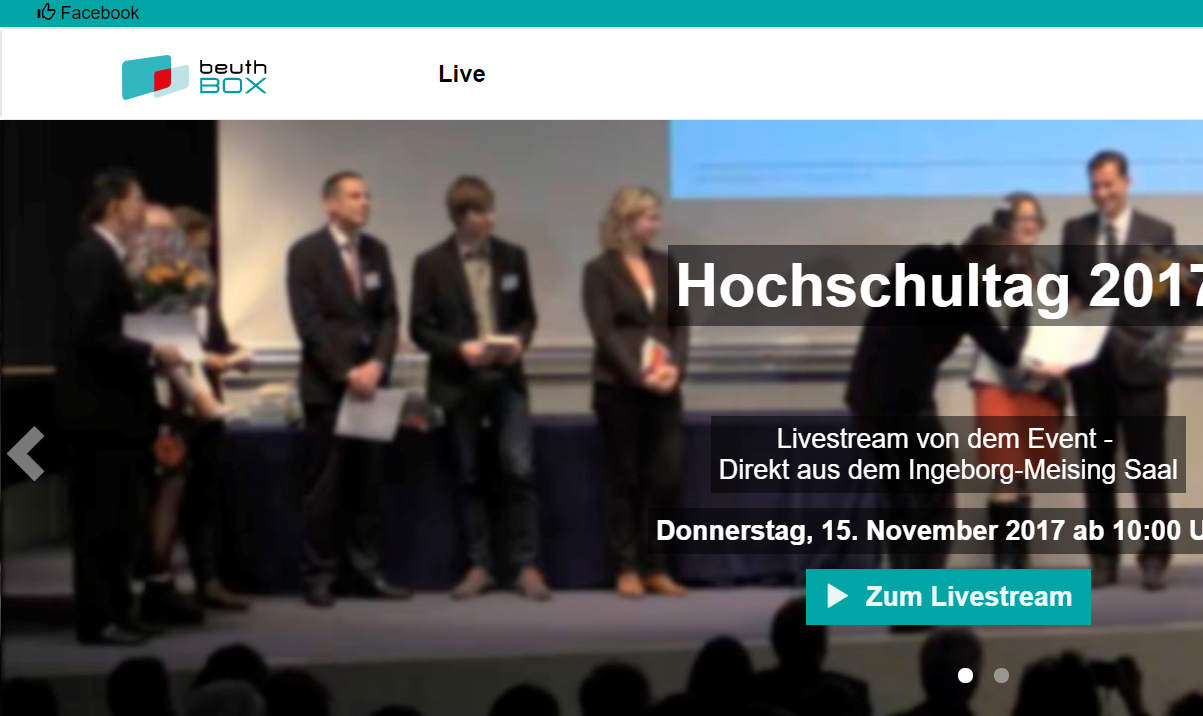 Facebook
beuth
BOX
Live
Hochschultag 2017
Livestream von dem Event -
Direkt aus dem Ingeborg-Meising Saal
Donnerstag, 15. November 2017 ab 10:00 U
Zum Livestream